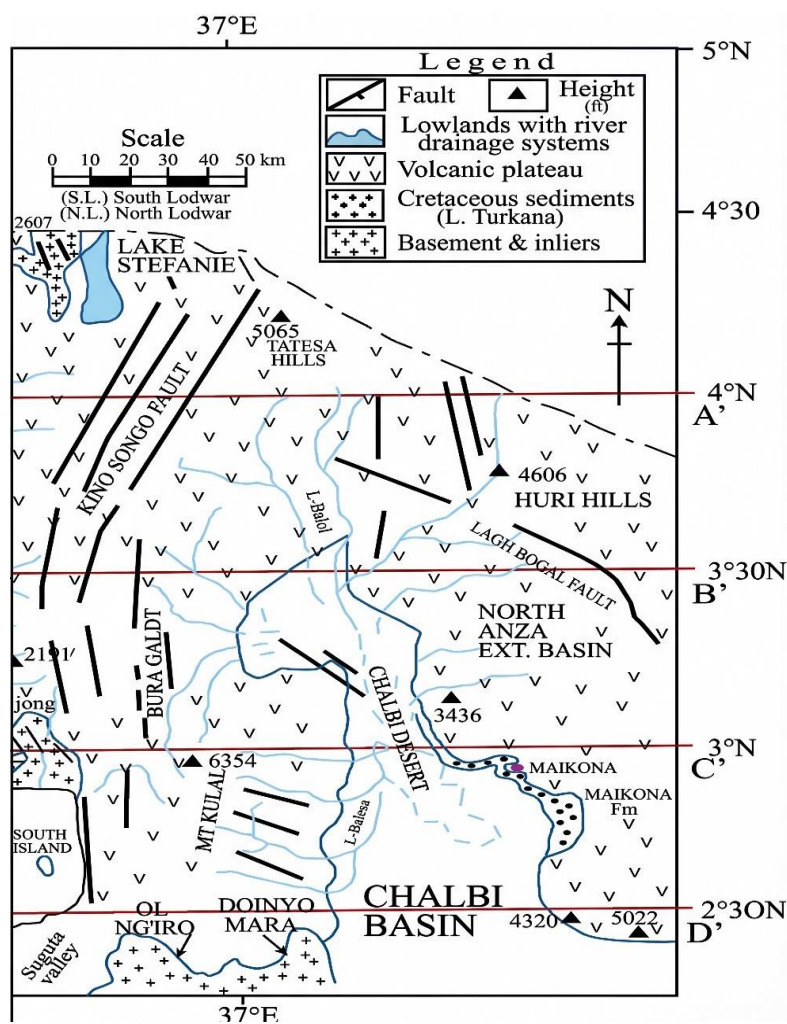 37°E
5°N
Legend
Fault
Height
(ft)
Lowlands with river
drainage systems
Volcanic plateau
Cretaceous sediments
(L. Turkana)
Basement & inliers
Scale
0 10 20 30 40 50 km
(S.L.) South Lodwar
(N.L.) North Lodwar
4°30
2607
LAKE
STEFANIE
N
5065
TATESA
HILLS
4°N
A'
KINO SONGO FAULT
4606
HURI HILLS
L-Balol
LAGH BOGAL FAULT
3°30N
B'
NORTH
ANZA
EXT. BASIN
2191'
BURA GALDT
jong
CHALBI DESERT
3436
3°N
C'
6354
MAIKONA
MAIKONA
Fm
MT KULAL
L-Balesa
SOUTH
ISLAND
CHALBI
BASIN
OL
NG'IRO
DOINYO
MARA
4320
5022
2°30N
D'
Suguta
valley
37°E